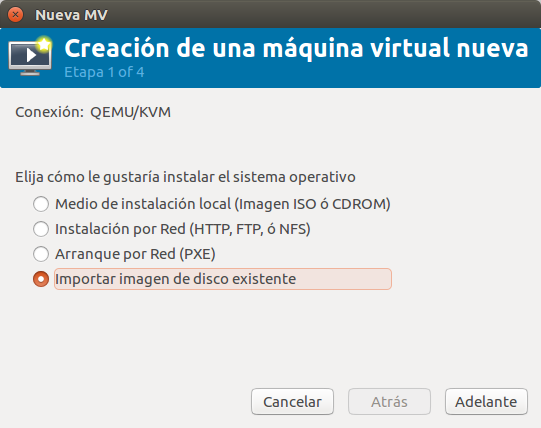 Nueva MV
Creación de una máquina virtual nueva
Etapa 1 of 4
Conexión: QEMU/KVM
Elija cómo le gustaría instalar el sistema operativo
Medio de instalación local (Imagen ISO ó CDROM)
Instalación por Red (HTTP, FTP, ó NFS)
Arranque por Red (PXE)
Importar imagen de disco existente
Cancelar Atrás Adelante